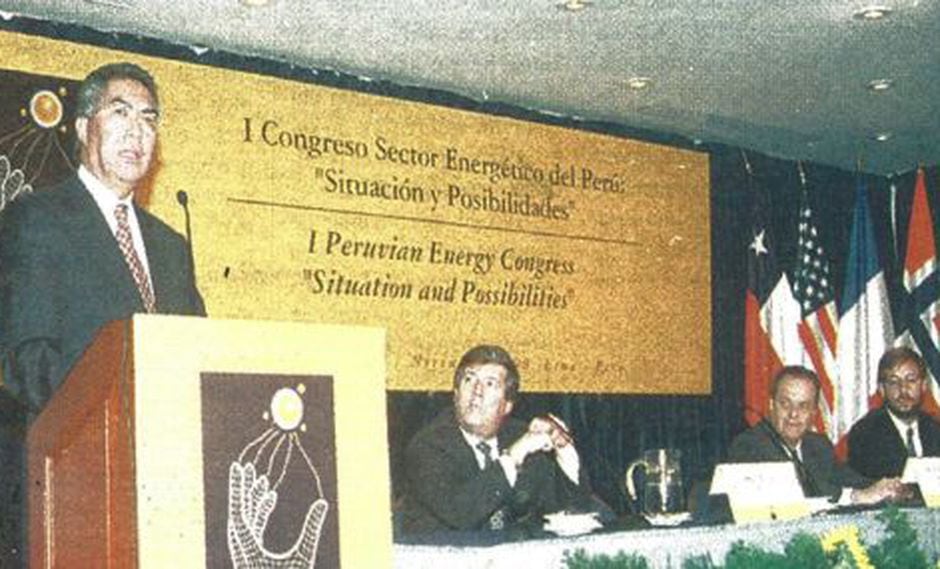 I Congreso Sector Energético del Perú:
"Situación y Posibilidades"
I Peruvian Energy Congress
"Situation and Possibilities"